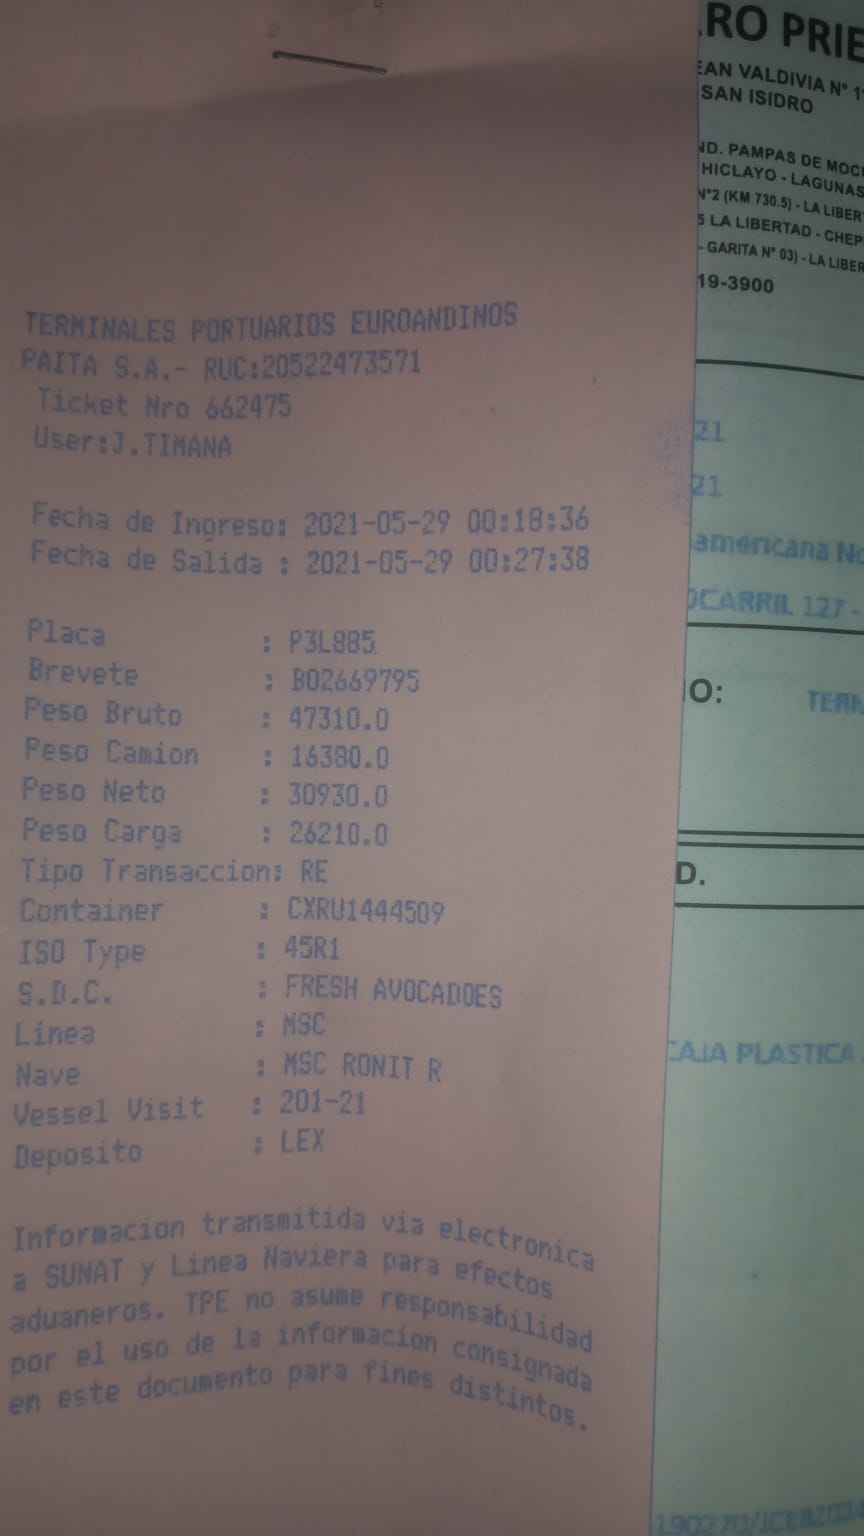 TERMINALES PORTUARIOS EUROANDINOS
PAITA S.A.- RUC:20522473571
Ticket Nro 662475
User:J.TIMANA
Fecha de Ingreso: 2021-05-29 00:18:36
Fecha de Salida : 2021-05-29 00:27:38
Placa : P3L885
Brevete : B02669795
Peso Bruto : 47310.0
Peso Camion : 16380.0
Peso Neto : 30930.0
Peso Carga : 26210.0
Tipo Transaccion: RE
Container : CXRU1444509
ISO Type : 45R1
S.D.C. : FRESH AVOCADOES
Linea : MSC
Nave : MSC RONIT R
Vessel Visit : 201-21
Deposito : LEX
Informacion transmitida via electronica
a SUNAT y Linea Naviera para efectos
aduaneros. TPE no asume responsabilidad
por el uso de la informacion consignada
en este documento para fines distintos.
RO PRIE
EAN VALDIVIA N° 1
SAN ISIDRO
ND. PAMPAS DE MOC
HICLAYO - LAGUNAS
N°2 (KM 730.5) - LA LIBER
5 LA LIBERTAD - CHEP
- GARITA N° 03) - LA LIBER
19-3900
21
21
americana No
OCARRIL 127 -
IO: TERN
D.
CAJA PLASTICA